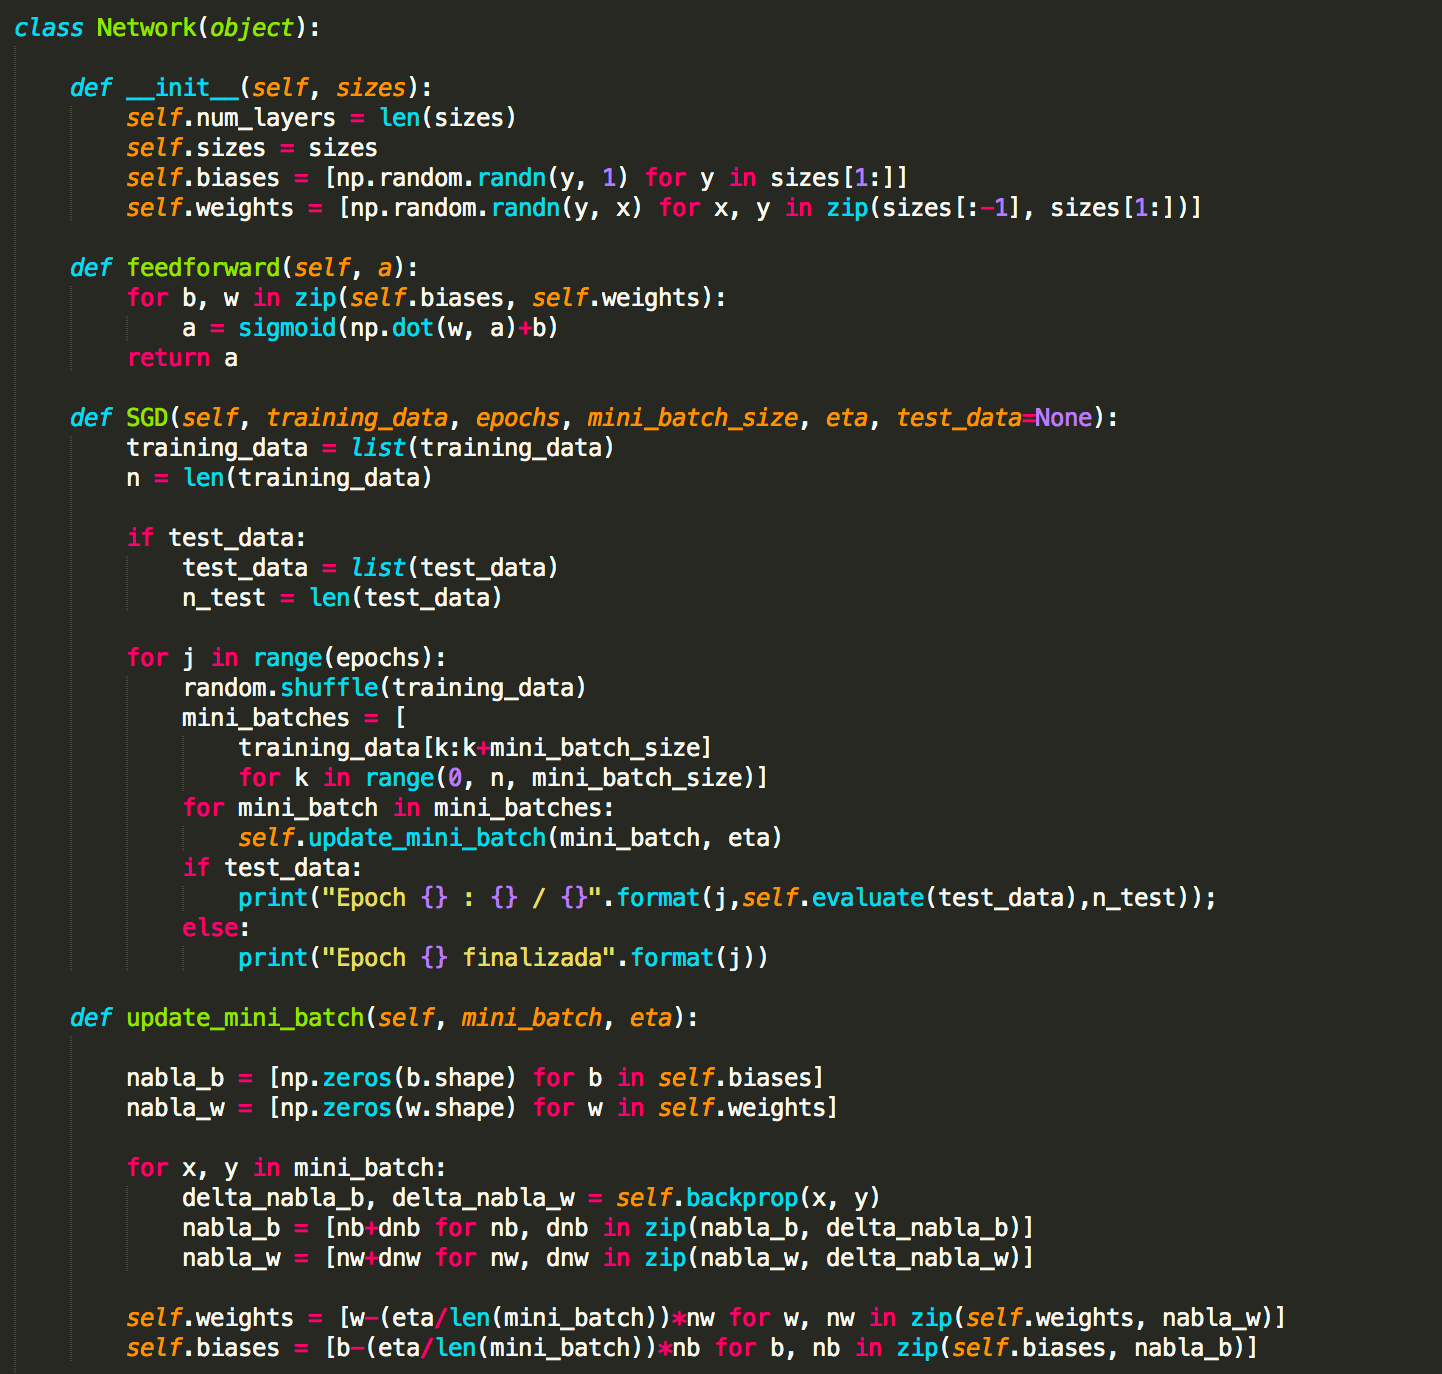 class Network(object):

    def __init__(self, sizes):
        self.num_layers = len(sizes)
        self.sizes = sizes
        self.biases = [np.random.randn(y, 1) for y in sizes[1:]]
        self.weights = [np.random.randn(y, x) for x, y in zip(sizes[:-1], sizes[1:])]

    def feedforward(self, a):
        for b, w in zip(self.biases, self.weights):
            a = sigmoid(np.dot(w, a)+b)
        return a

    def SGD(self, training_data, epochs, mini_batch_size, eta, test_data=None):
        training_data = list(training_data)
        n = len(training_data)

        if test_data:
            test_data = list(test_data)
            n_test = len(test_data)

        for j in range(epochs):
            random.shuffle(training_data)
            mini_batches = [
                training_data[k:k+mini_batch_size]
                for k in range(0, n, mini_batch_size)]
            for mini_batch in mini_batches:
                self.update_mini_batch(mini_batch, eta)
            if test_data:
                print("Epoch {} : {} / {}".format(j,self.evaluate(test_data),n_test));
            else:
                print("Epoch {} finalizada".format(j))

    def update_mini_batch(self, mini_batch, eta):

        nabla_b = [np.zeros(b.shape) for b in self.biases]
        nabla_w = [np.zeros(w.shape) for w in self.weights]

        for x, y in mini_batch:
            delta_nabla_b, delta_nabla_w = self.backprop(x, y)
            nabla_b = [nb+dnb for nb, dnb in zip(nabla_b, delta_nabla_b)]
            nabla_w = [nw+dnw for nw, dnw in zip(nabla_w, delta_nabla_w)]

        self.weights = [w-(eta/len(mini_batch))*nw for w, nw in zip(self.weights, nabla_w)]
        self.biases = [b-(eta/len(mini_batch))*nb for b, nb in zip(self.biases, nabla_b)]